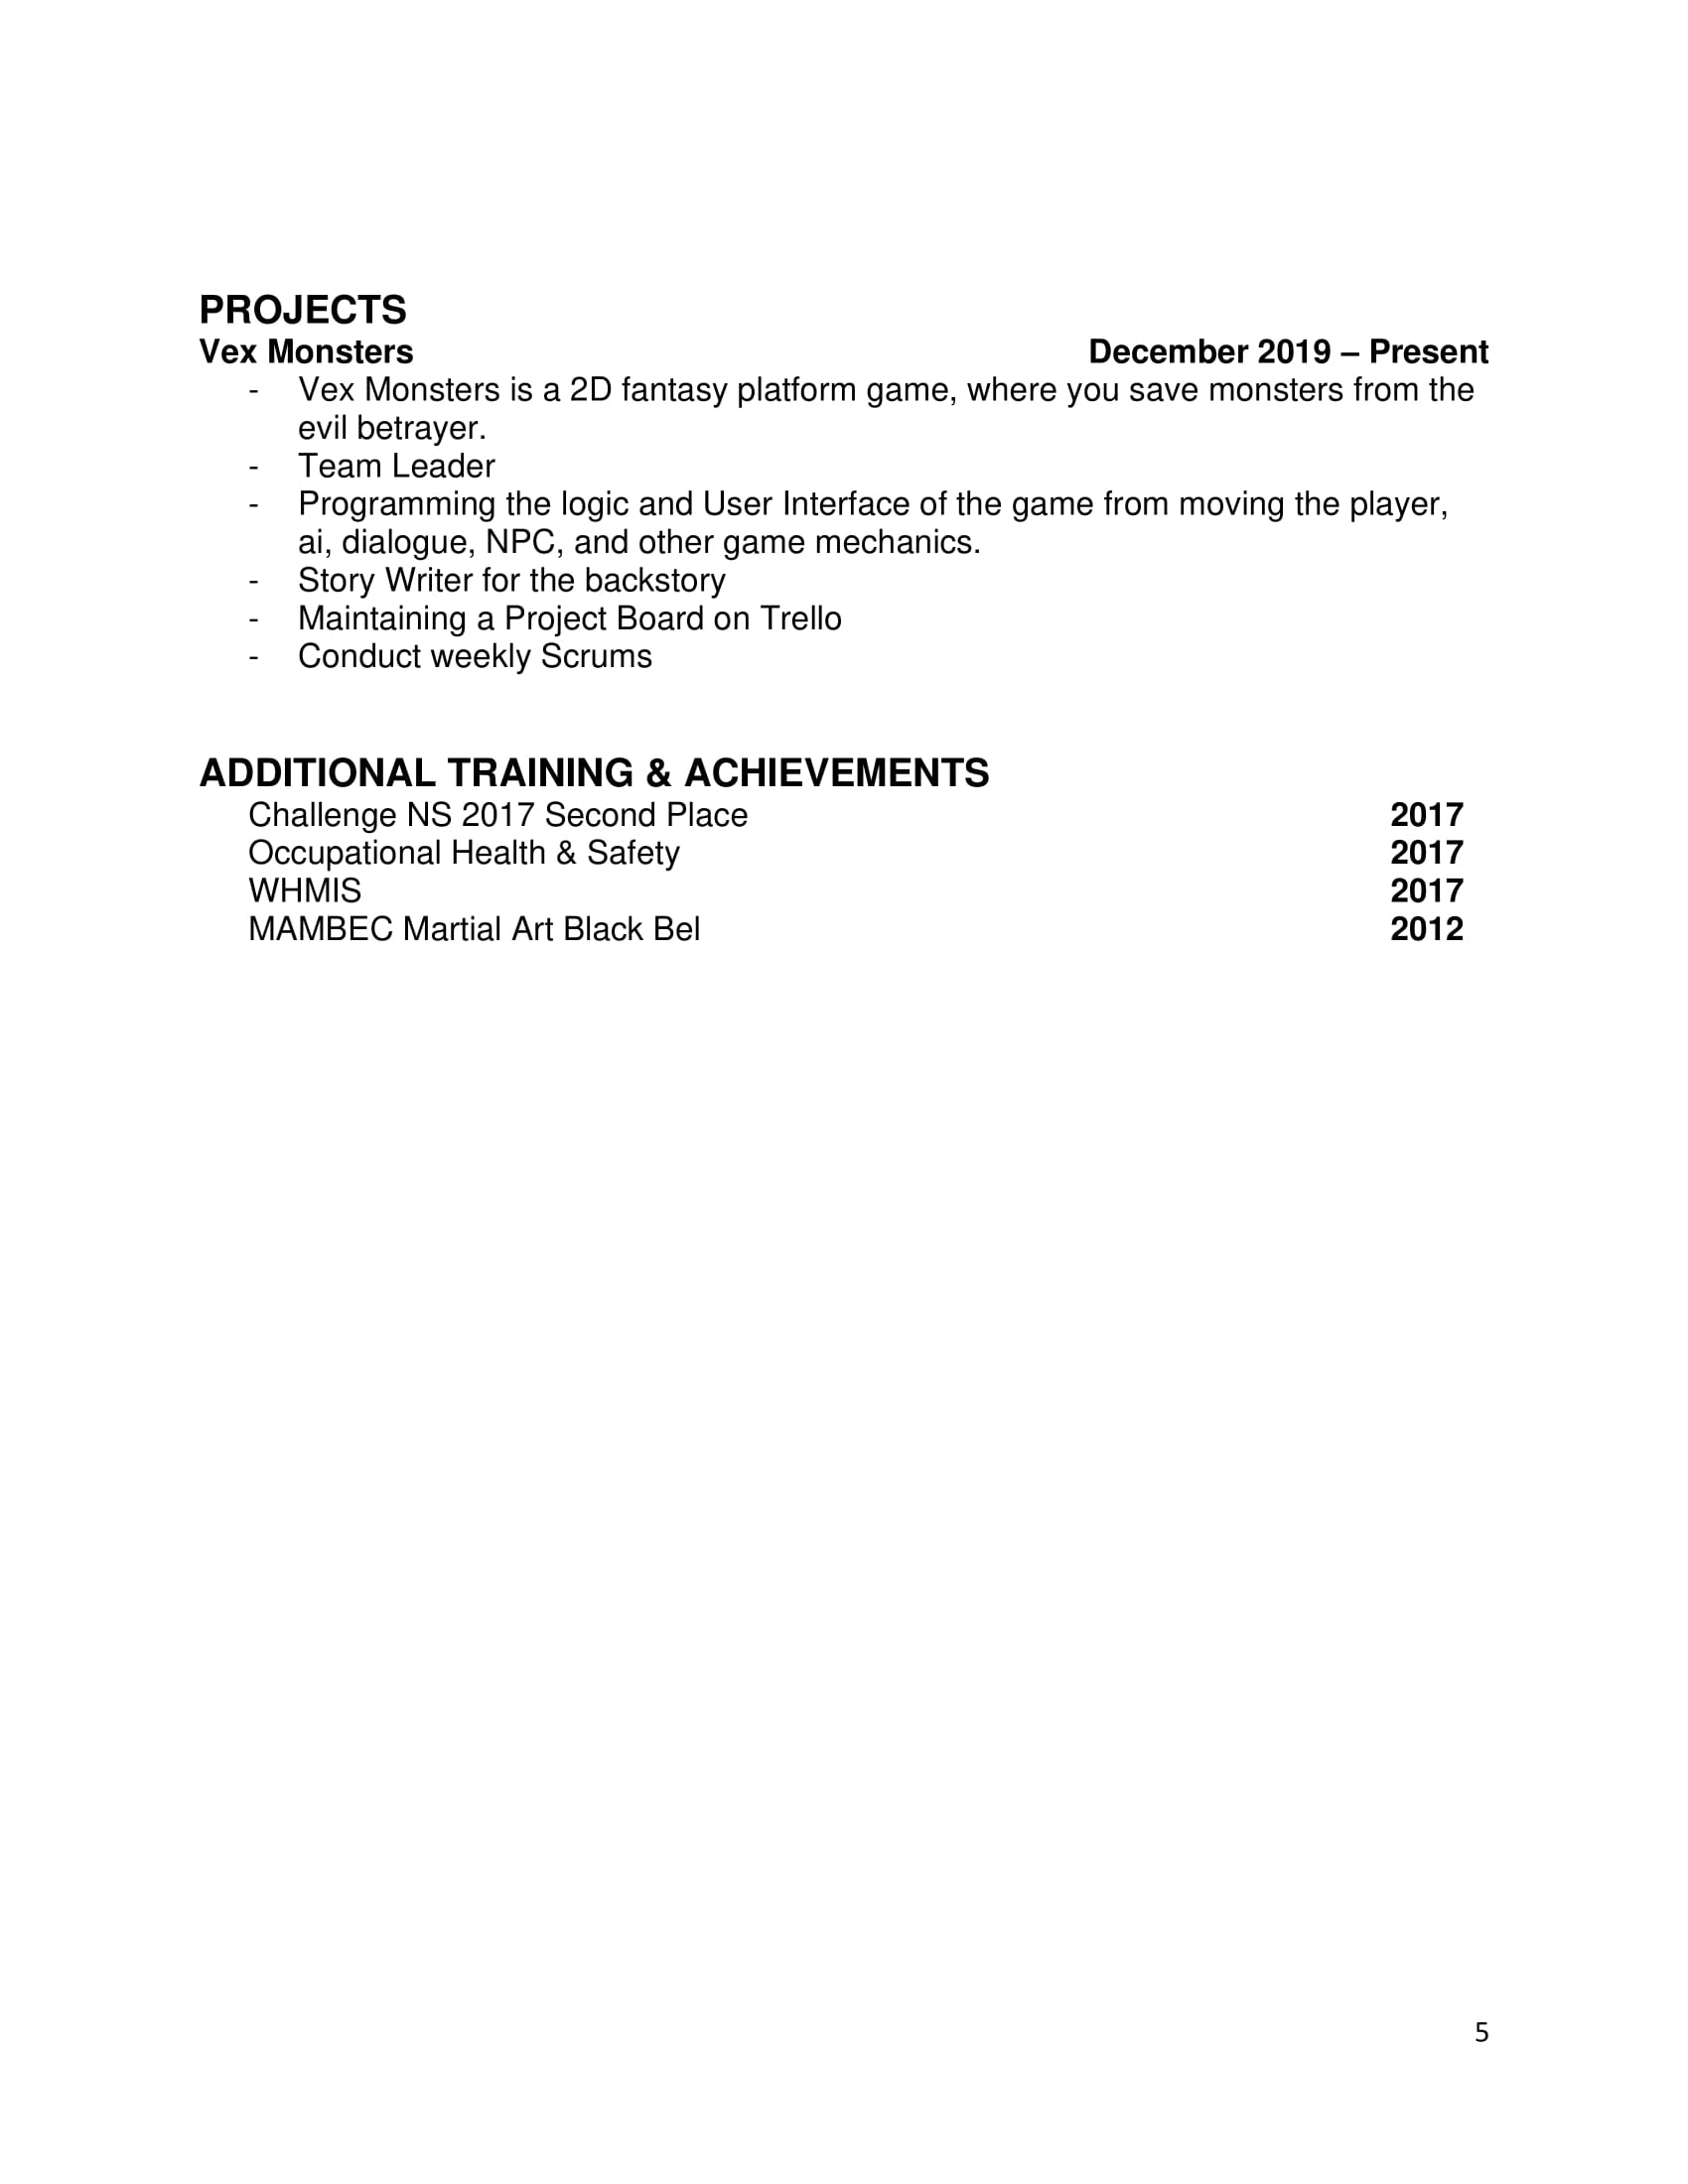 PROJECTS
Vex Monsters December 2019 – Present
- Vex Monsters is a 2D fantasy platform game, where you save monsters from the
evil betrayer.
- Team Leader
- Programming the logic and User Interface of the game from moving the player,
ai, dialogue, NPC, and other game mechanics.
- Story Writer for the backstory
- Maintaining a Project Board on Trello
- Conduct weekly Scrums
ADDITIONAL TRAINING & ACHIEVEMENTS
Challenge NS 2017 Second Place 2017
Occupational Health & Safety 2017
WHMIS 2017
MAMBEC Martial Art Black Bel 2012
5